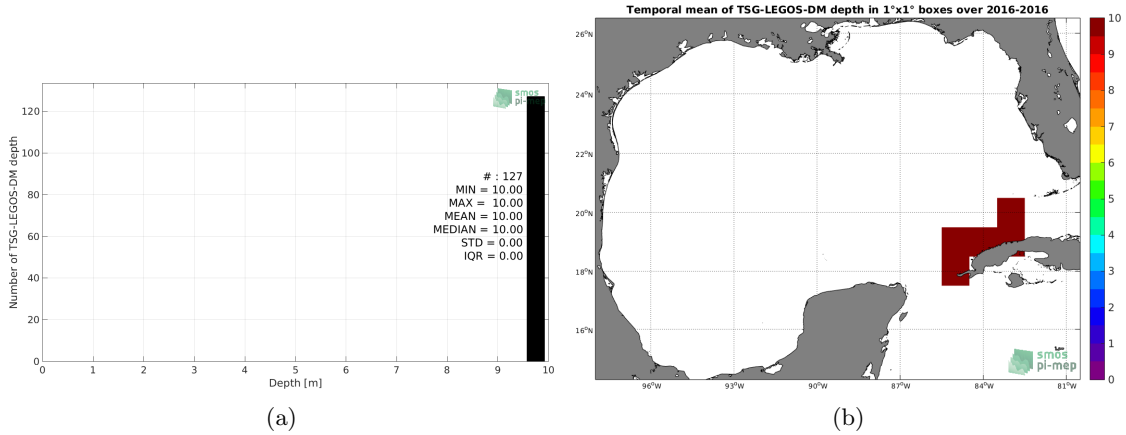 Temporal mean of TSG-LEGOS-DM depth in 1°x1° boxes over 2016-2016
Number of TSG-LEGOS-DM depth
120
100
80
60
40
20
0
smos
pi-mep
# : 127
MIN = 10.00
MAX = 10.00
MEAN = 10.00
MEDIAN = 10.00
STD = 0.00
IQR = 0.00
0 1 2 3 4 5 6 7 8 9 10
Depth [m]
(a)
26°N
24°N
22°N
20°N
18°N
16°N
96°W 93°W 90°W 87°W 84°W 81°W
smos
pi-mep
10
9
8
7
6
5
4
3
2
1
0
(b)